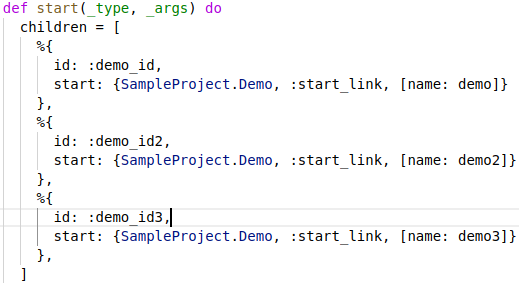 def start(_type, _args) do
  children = [
    %{
      id: :demo_id,
      start: {SampleProject.Demo, :start_link, [name: demo]}
    },
    %{
      id: :demo_id2,
      start: {SampleProject.Demo, :start_link, [name: demo2]}
    },
    %{
      id: :demo_id3,
      start: {SampleProject.Demo, :start_link, [name: demo3]}
    },
  ]